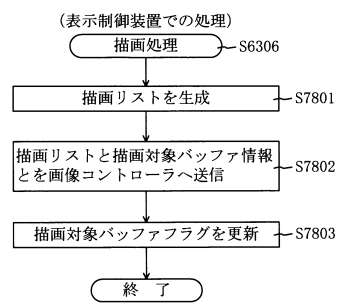 (表示制御装置での処理)
描画処理 S6306
描画リストを生成 S7801
描画リストと描画対象バッファ情報
とを画像コントローラへ送信 S7802
描画対象バッファフラグを更新 S7803
終 了